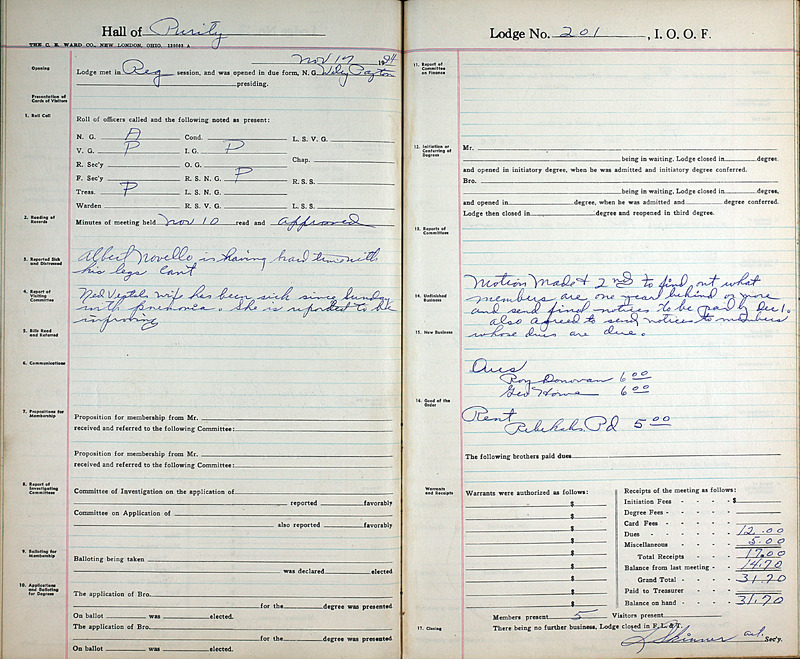 Hall of Purity
THE C. E. WARD CO., NEW LONDON, OHIO.
Nov 17
Opening
Lodge met in Reg session, and was opened in due form, N. G. Wiley Payton
presiding.
Presentation of Cards of Visitors
1. Roll Call
Roll of officers called and the following noted as present:
N. G. A Cond. L. S. V. G.
V. G. P I. G. P
R. Sec'y O. G. Chap.
F. Sec'y R. S. N. G. P R. S. S.
Treas. P L. S. N. G.
Warden R. S. V. G. L. S. S.
2. Reading of Records
Minutes of meeting held Nov 10 read and approved
3. Reported Sick and Distressed
Albert Novello is having hard time with
his legs
4. Report of Visiting Committee
Ned Vestals wife has been sick since Sunday
with pnenonia. She is reported to be
improving
5. Bills Read and Referred
6. Communications
7. Propositions for Membership
Proposition for membership from Mr.
received and referred to the following Committee:
Proposition for membership from Mr.
received and referred to the following Committee:
8. Report of Investigating Committees
Committee of Investigation on the application of
reported favorably
Committee on Application of
also reported favorably
9. Balloting for Membership
Balloting being taken
was declared elected
10. Applications and Balloting for Degrees
The application of Bro.
for the degree was presented
On ballot was elected.
The application of Bro.
for the degree was presented
On ballot was elected.
Lodge No. 201, I. O. O. F.
11. Report of Committee on Finance
12. Initiation or Conferring of Degrees
Mr.
being in waiting. Lodge closed in degree,
and opened in initiatory degree, when he was admitted and initiatory degree conferred.
Bro.
being in waiting. Lodge closed in degree,
and opened in degree, when he was admitted and degree conferred.
Lodge then closed in degree and reopened in third degree.
13. Reports of Committees
14. Unfinished Business
Motion Made & 2nd to find out what
members are one year behind or more
and send final notices to be paid by Dec 1.
also agreed to send notices to members
15. New Business
whose dues are due.
Dues
Roy Donovan 6 00
Geo Howe 6 00
16. Good of the Order
Rent
Rebekahs Pd 5 00
The following brothers paid dues
Warrants and Receipts
Warrants were authorized as follows:
$
$
$
$
$
$
$
$
$
Receipts of the meeting as follows:
Initiation Fees - - - - $
Degree Fees - - - - -
Card Fees - - - - -
Dues - - - - - 12.00
Miscellaneous - - - - 5.00
Total Receipts - - 17.00
Balance from last meeting - 14.70
Grand Total - - - 31.70
Paid to Treasurer - -
Balance on hand - - 31.70
Members present 5 Visitors present
17. Closing
There being no further business, Lodge closed in F., L. & T.
L Skinner act. Sec'y.